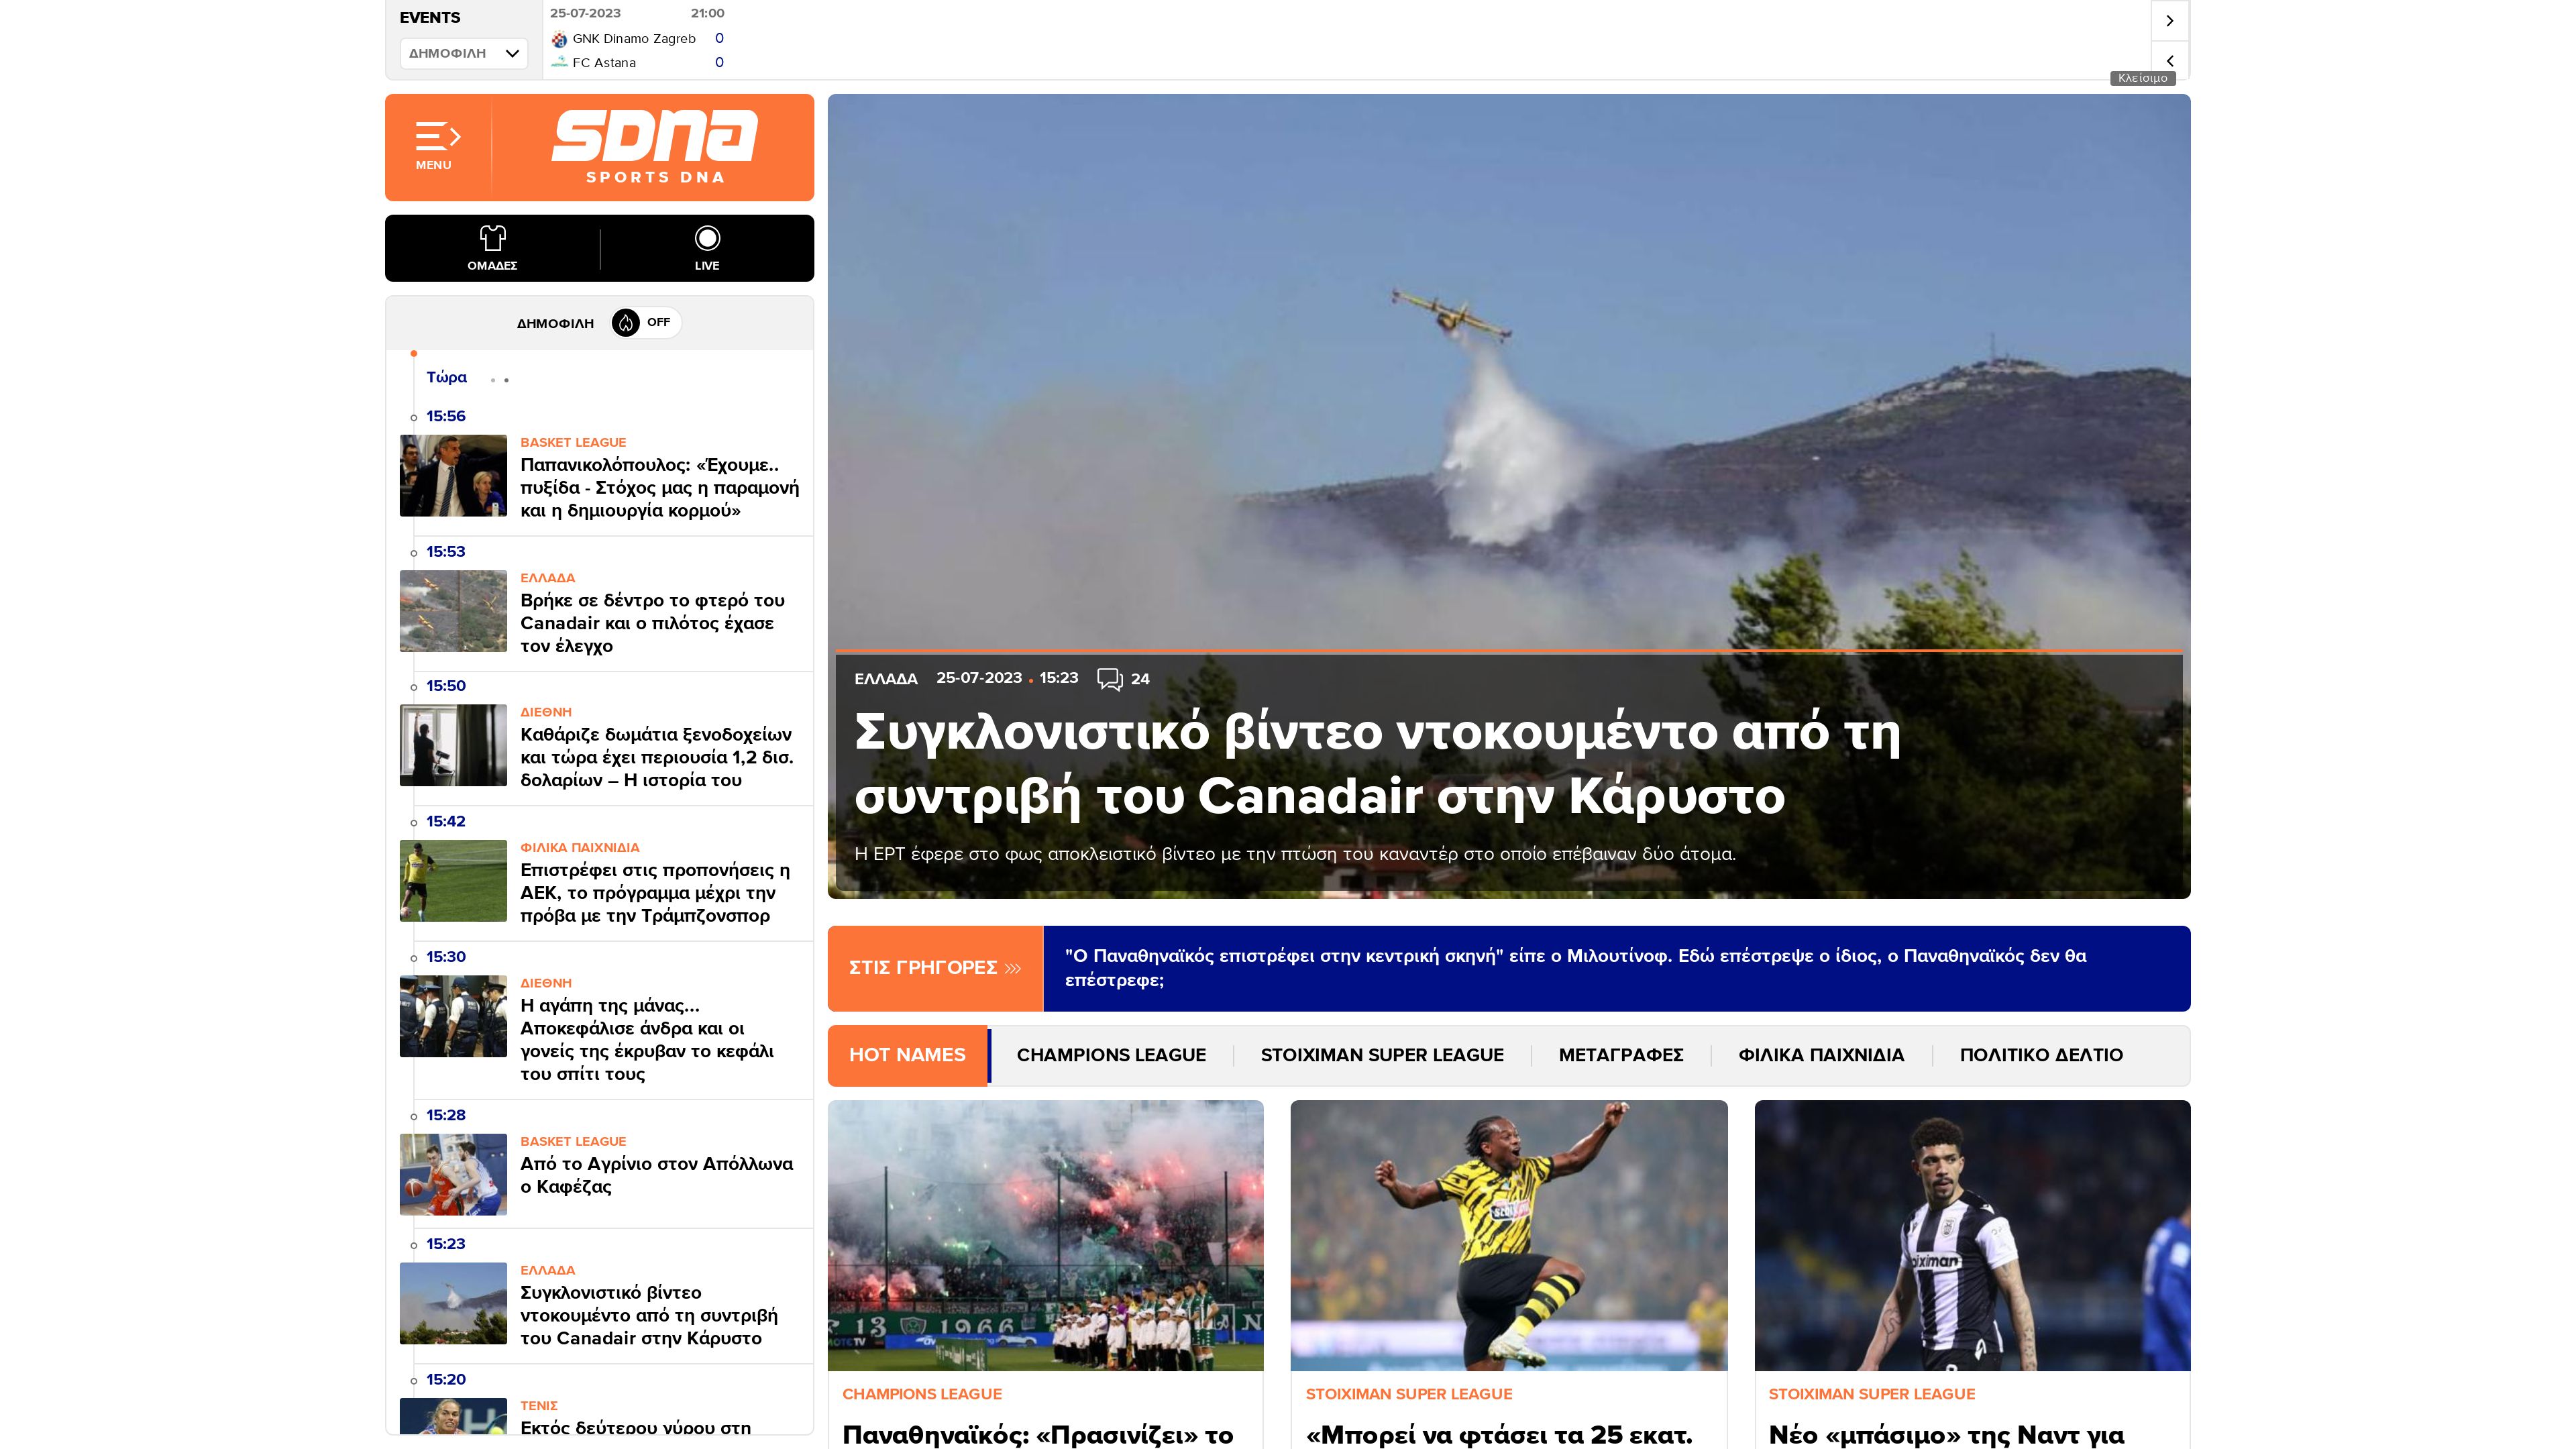 EVENTS
ΔΗΜΟΦΙΛΗ
25-07-2023 21:00
GNK Dinamo Zagreb 0
FC Astana 0
Κλείσιμο
MENU
SDNA
SPORTS DNA
ΟΜΑΔΕΣ
LIVE
ΔΗΜΟΦΙΛΗ OFF
Τώρα
15:56
BASKET LEAGUE
Παπανικολόπουλος: «Έχουμε..
πυξίδα - Στόχος μας η παραμονή
και η δημιουργία κορμού»
15:53
ΕΛΛΑΔΑ
Βρήκε σε δέντρο το φτερό του
Canadair και ο πιλότος έχασε
τον έλεγχο
15:50
ΔΙΕΘΝΗ
Καθάριζε δωμάτια ξενοδοχείων
και τώρα έχει περιουσία 1,2 δισ.
δολαρίων – Η ιστορία του
15:42
ΦΙΛΙΚΑ ΠΑΙΧΝΙΔΙΑ
Επιστρέφει στις προπονήσεις η
ΑΕΚ, το πρόγραμμα μέχρι την
πρόβα με την Τράμπζονσπορ
15:30
ΔΙΕΘΝΗ
Η αγάπη της μάνας...
Αποκεφάλισε άνδρα και οι
γονείς της έκρυβαν το κεφάλι
του σπίτι τους
15:28
BASKET LEAGUE
Από το Αγρίνιο στον Απόλλωνα
ο Καφέζας
15:23
ΕΛΛΑΔΑ
Συγκλονιστικό βίντεο
ντοκουμέντο από τη συντριβή
του Canadair στην Κάρυστο
15:20
ΤΕΝΙΣ
Εκτός δεύτερου γύρου στη
ΕΛΛΑΔΑ 25-07-2023 15:23 24
Συγκλονιστικό βίντεο ντοκουμέντο από τη
συντριβή του Canadair στην Κάρυστο
Η ΕΡΤ έφερε στο φως αποκλειστικό βίντεο με την πτώση του καναντέρ στο οποίο επέβαιναν δύο άτομα.
ΣΤΙΣ ΓΡΗΓΟΡΕΣ
"Ο Παναθηναϊκός επιστρέφει στην κεντρική σκηνή" είπε ο Μιλουτίνοφ. Εδώ επέστρεψε ο ίδιος, ο Παναθηναϊκός δεν θα
επέστρεφε;
HOT NAMES
CHAMPIONS LEAGUE
STOIXIMAN SUPER LEAGUE
ΜΕΤΑΓΡΑΦΕΣ
ΦΙΛΙΚΑ ΠΑΙΧΝΙΔΙΑ
ΠΟΛΙΤΙΚΟ ΔΕΛΤΙΟ
13 1966
CHAMPIONS LEAGUE
Παναθηναϊκός: «Πρασινίζει» το
STOIXIMAN SUPER LEAGUE
«Μπορεί να φτάσει τα 25 εκατ.
oiximan
STOIXIMAN SUPER LEAGUE
Νέο «μπάσιμο» της Ναντ για